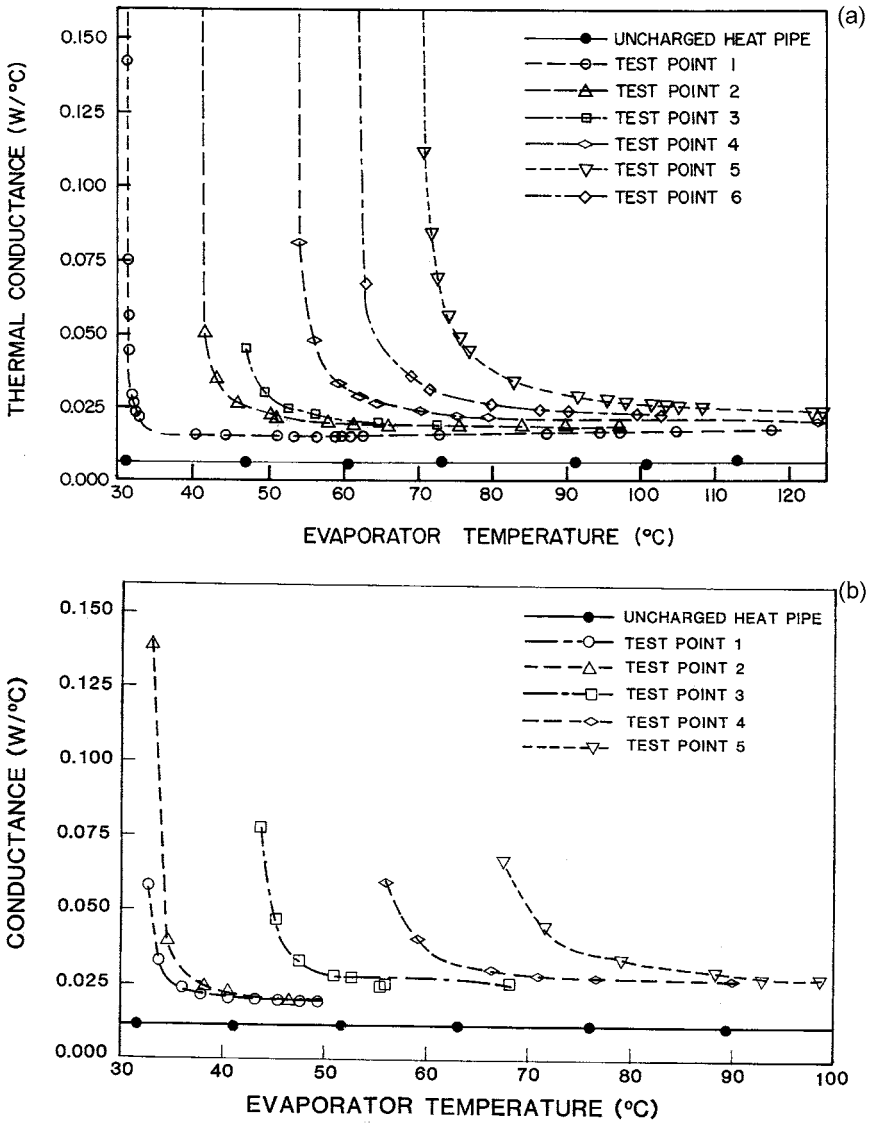 (a)
0.150
0.125
0.100
0.075
0.050
0.025
0.000
THERMAL CONDUCTANCE (W/°C)
UNCHARGED HEAT PIPE
TEST POINT 1
TEST POINT 2
TEST POINT 3
TEST POINT 4
TEST POINT 5
TEST POINT 6
30 40 50 60 70 80 90 100 110 120
EVAPORATOR TEMPERATURE (°C)
(b)
0.150
0.125
0.100
0.075
0.050
0.025
0.000
CONDUCTANCE (W/°C)
UNCHARGED HEAT PIPE
TEST POINT 1
TEST POINT 2
TEST POINT 3
TEST POINT 4
TEST POINT 5
30 40 50 60 70 80 90 100
EVAPORATOR TEMPERATURE (°C)